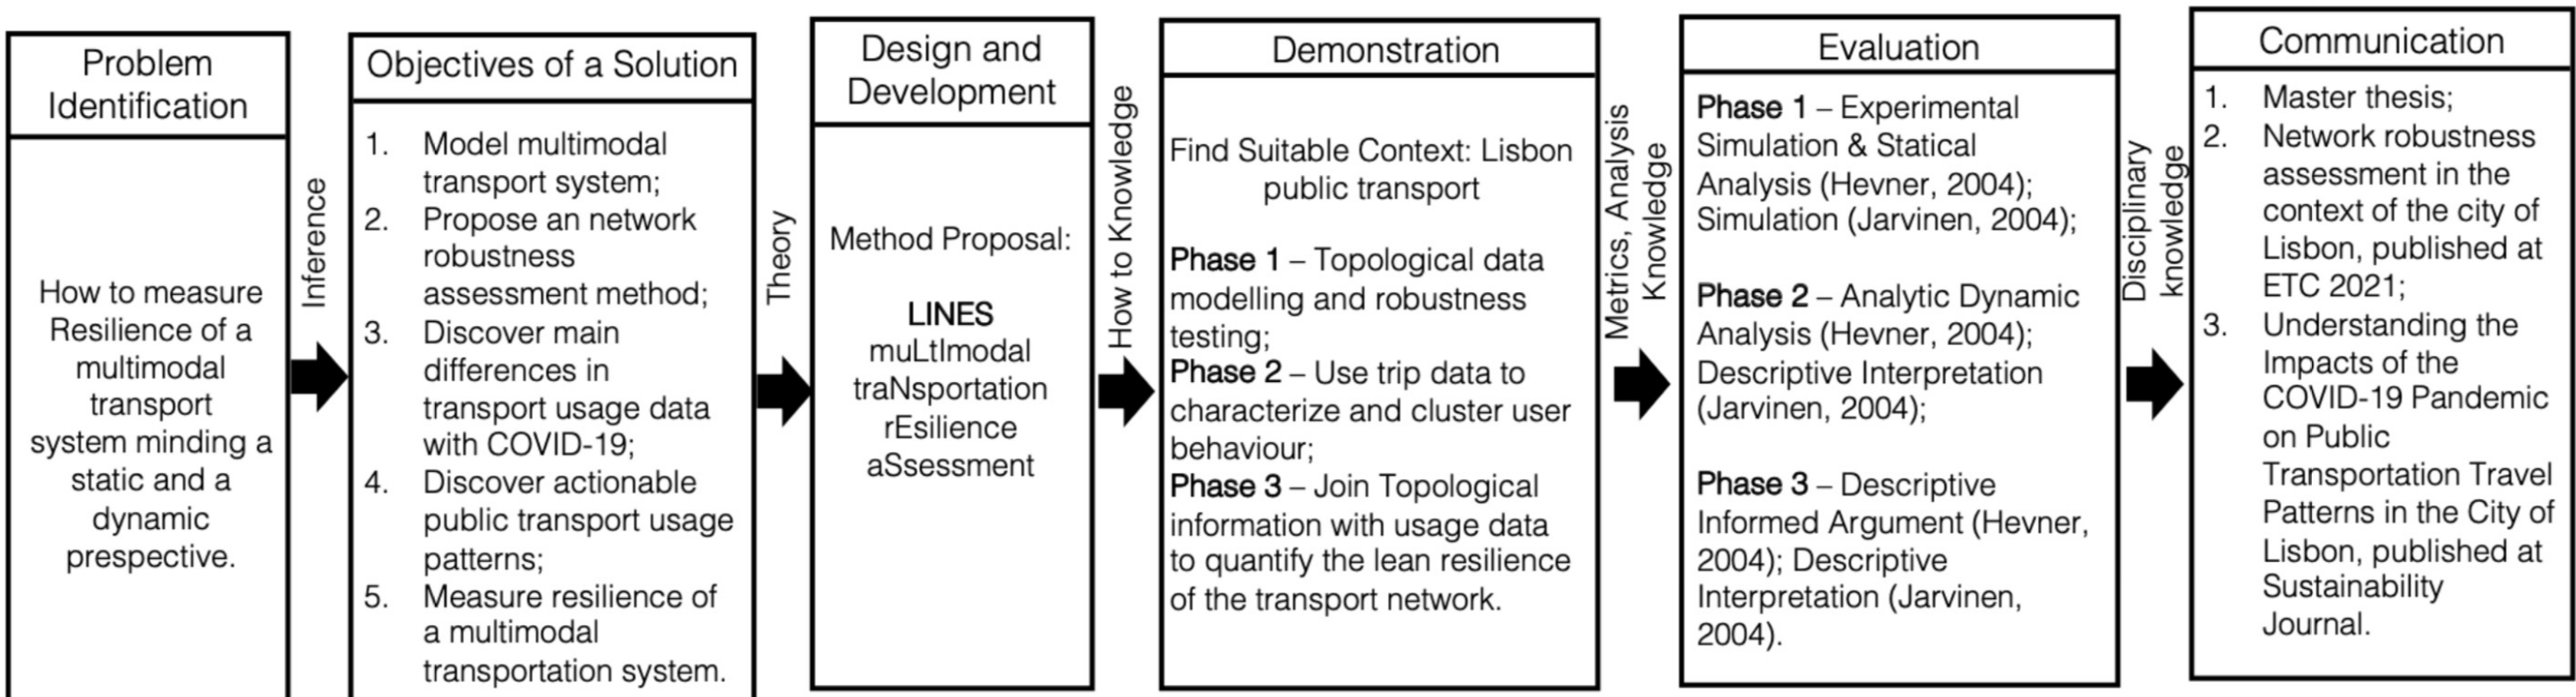 Problem
Identification
How to measure
Resilience of a
multimodal
transport
system minding a
static and a
dynamic
prespective.
Inference
Objectives of a Solution
1. Model multimodal
transport system;
2. Propose an network
robustness
assessment method;
3. Discover main
differences in
transport usage data
with COVID-19;
4. Discover actionable
public transport usage
patterns;
5. Measure resilience of
a multimodal
transportation system.
Theory
Design and
Development
Method Proposal:
LINES
muLtImodal
traNsportation
rEsilience
aSsessment
How to Knowledge
Demonstration
Find Suitable Context: Lisbon
public transport
Phase 1 – Topological data
modelling and robustness
testing;
Phase 2 – Use trip data to
characterize and cluster user
behaviour;
Phase 3 – Join Topological
information with usage data
to quantify the lean resilience
of the transport network.
Metrics, Analysis
Knowledge
Evaluation
Phase 1 – Experimental
Simulation & Statical
Analysis (Hevner, 2004);
Simulation (Jarvinen, 2004);
Phase 2 – Analytic Dynamic
Analysis (Hevner, 2004);
Descriptive Interpretation
(Jarvinen, 2004);
Phase 3 – Descriptive
Informed Argument (Hevner,
2004); Descriptive
Interpretation (Jarvinen,
2004).
Disciplinary
knowledge
Communication
1. Master thesis;
2. Network robustness
assessment in the
context of the city of
Lisbon, published at
ETC 2021;
3. Understanding the
Impacts of the
COVID-19 Pandemic
on Public
Transportation Travel
Patterns in the City of
Lisbon, published at
Sustainability
Journal.